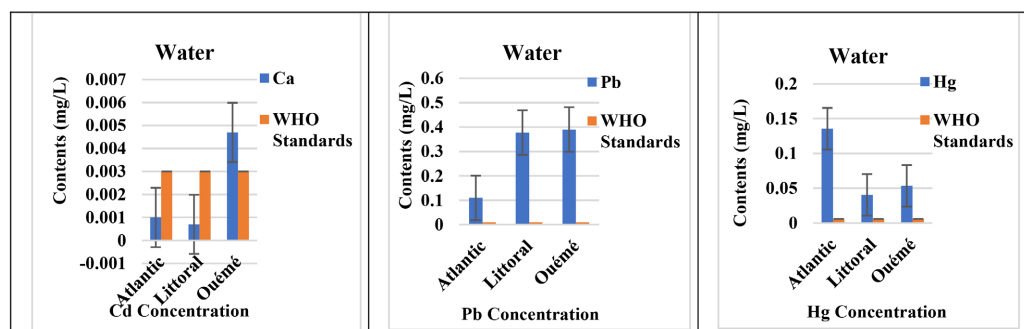 Water
Contents (mg/L)
0.007
0.006
0.005
0.004
0.003
0.002
0.001
0
-0.001
Ca
WHO
Standards
Atlantic
Littoral
Ouémé
Cd Concentration
Water
Contents (mg/L)
0.6
0.5
0.4
0.3
0.2
0.1
0
Pb
WHO
Standards
Atlantic
Littoral
Ouémé
Pb Concentration
Water
Contents (mg/L)
0.2
0.15
0.1
0.05
0
Hg
WHO
Standards
Atlantic
Littoral
Ouémé
Hg Concentration